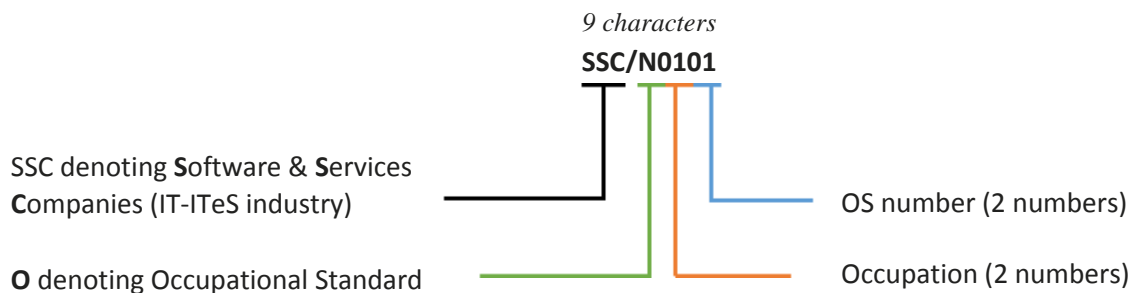 9 characters
SSC/N0101
SSC denoting Software & Services
Companies (IT-ITeS industry)
OS number (2 numbers)
O denoting Occupational Standard
Occupation (2 numbers)